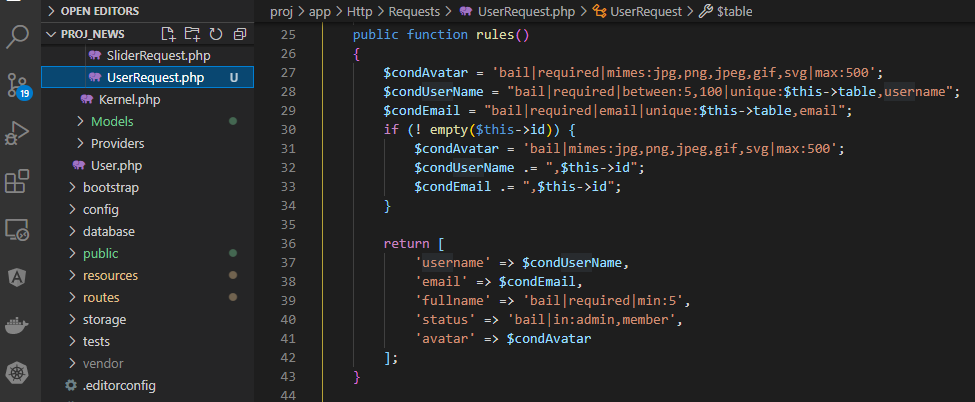 OPEN EDITORS
PROJ_NEWS
SliderRequest.php
UserRequest.php U
Kernel.php
Models
Providers
User.php
bootstrap
config
database
public
resources
routes
storage
tests
vendor
.editorconfig
19
proj > app > Http > Requests > UserRequest.php > UserRequest > $table
25 public function rules()
26 {
27 $condAvatar = 'bail|required|mimes:jpg,png,jpeg,gif,svg|max:500';
28 $condUserName = "bail|required|between:5,100|unique:$this->table,username";
29 $condEmail = "bail|required|email|unique:$this->table,email";
30 if (! empty($this->id)) {
31 $condAvatar = 'bail|mimes:jpg,png,jpeg,gif,svg|max:500';
32 $condUserName .= ",$this->id";
33 $condEmail .= ",$this->id";
34 }
35
36 return [
37 'username' => $condUserName,
38 'email' => $condEmail,
39 'fullname' => 'bail|required|min:5',
40 'status' => 'bail|in:admin,member',
41 'avatar' => $condAvatar
42 ];
43 }
44